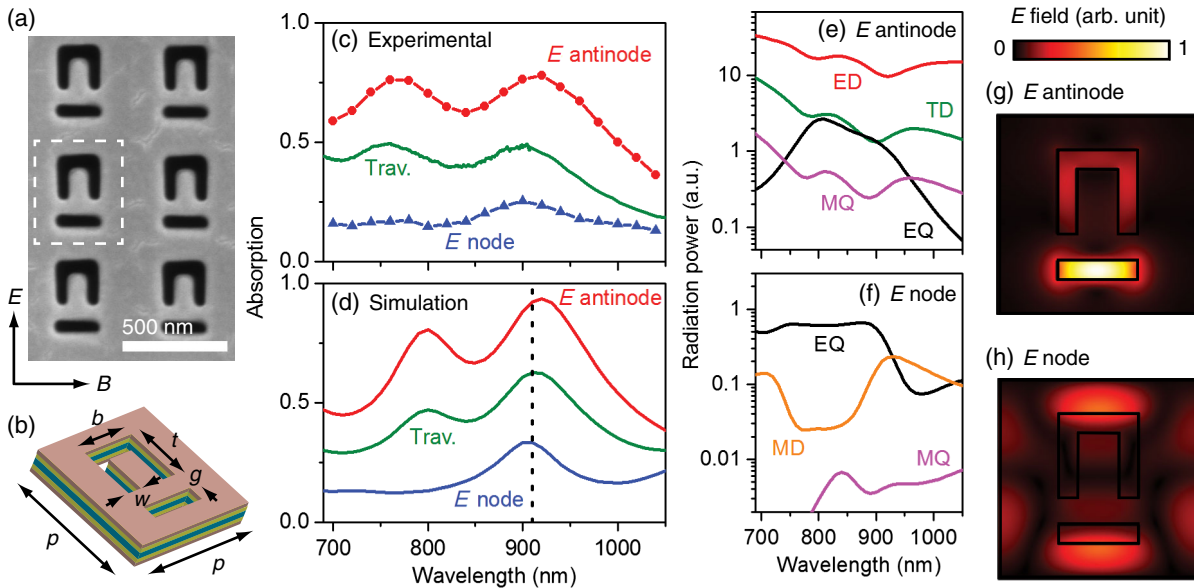 (a)
500 nm
E
B
(b)
b
t
g
w
p
p
Absorption
1.0
0.5
0.0
(c) Experimental
E antinode
Trav.
E node
1.0
0.5
0.0
(d) Simulation
E antinode
Trav.
E node
700 800 900 1000
Wavelength (nm)
Radiation power (a.u.)
10
1
0.1
(e) E antinode
ED
TD
MQ
EQ
1
0.1
0.01
(f) E node
EQ
MD
MQ
700 800 900 1000
Wavelength (nm)
E field (arb. unit)
0 1
(g) E antinode
(h) E node